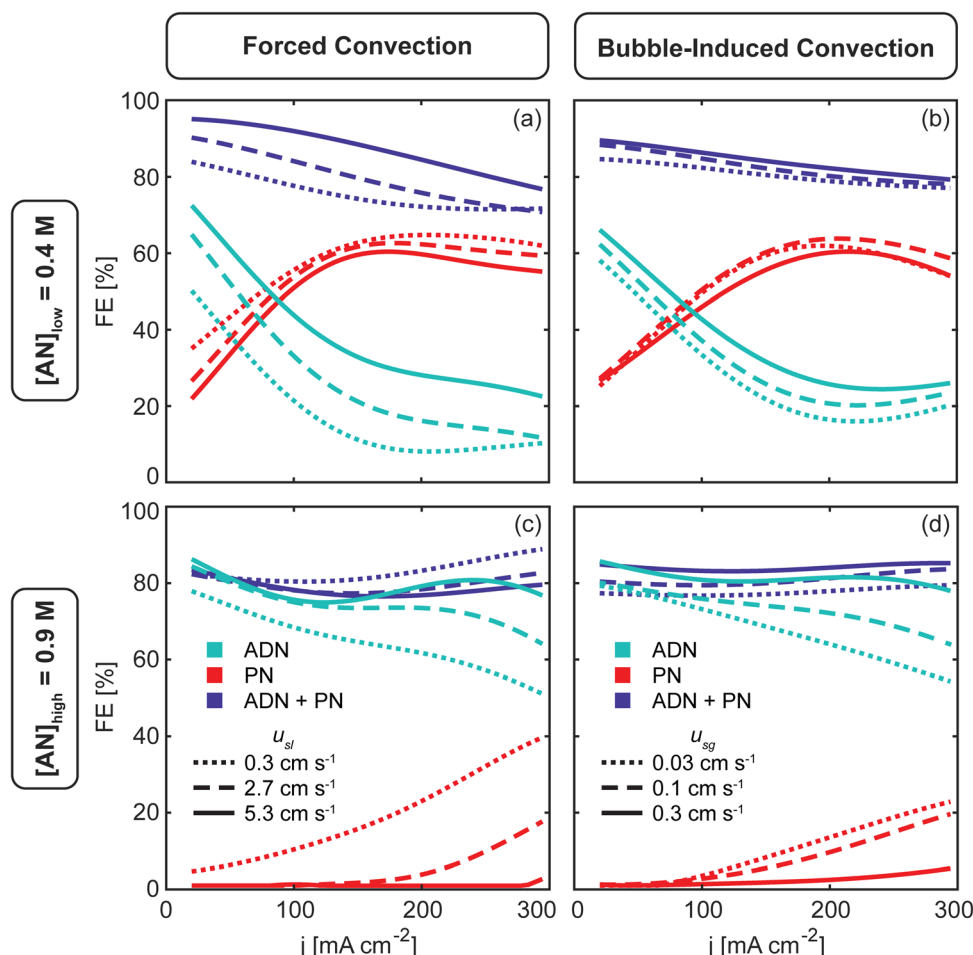 Forced Convection
Bubble-Induced Convection
[AN]low = 0.4 M
FE [%]
100
80
60
40
20
0
(a)
(b)
[AN]high = 0.9 M
FE [%]
100
80
60
40
20
0
(c)
ADN
PN
ADN + PN
usl
0.3 cm s⁻¹
2.7 cm s⁻¹
5.3 cm s⁻¹
0 100 200 300
j [mA cm⁻²]
(d)
ADN
PN
ADN + PN
usg
0.03 cm s⁻¹
0.1 cm s⁻¹
0.3 cm s⁻¹
0 100 200 300
j [mA cm⁻²]